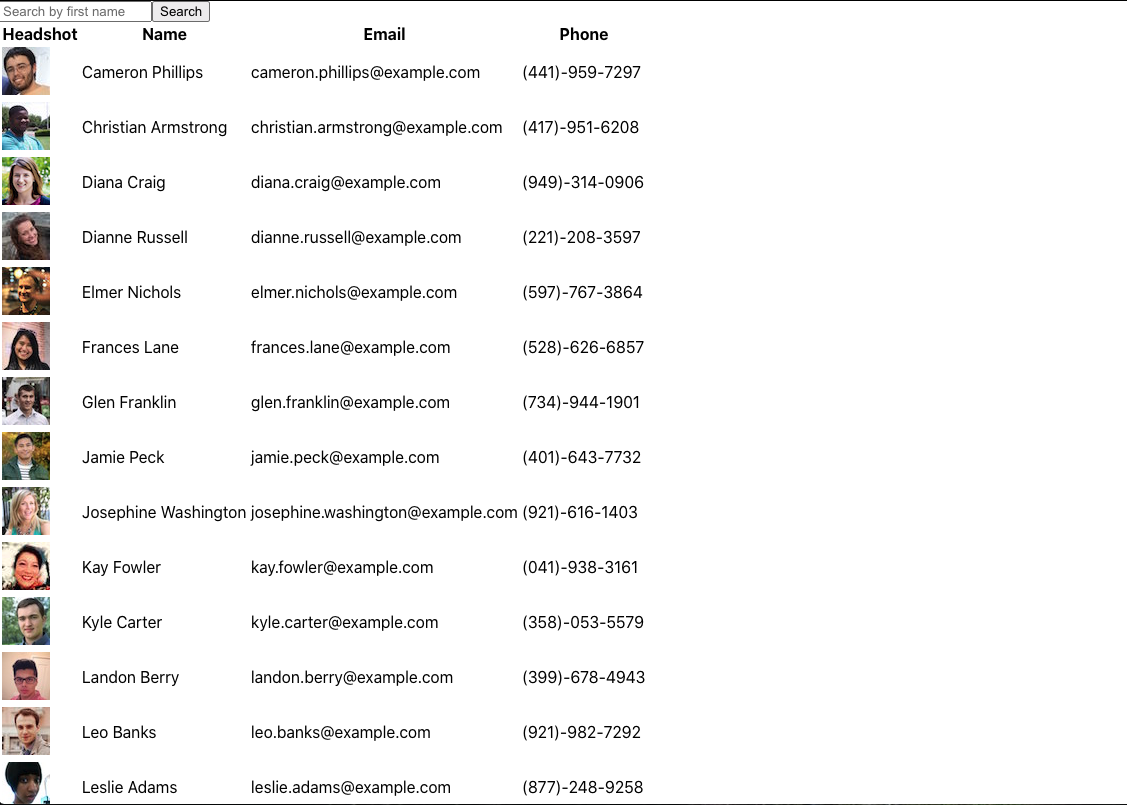 Search by first name Search
Headshot Name Email Phone
Cameron Phillips cameron.phillips@example.com (441)-959-7297
Christian Armstrong christian.armstrong@example.com (417)-951-6208
Diana Craig diana.craig@example.com (949)-314-0906
Dianne Russell dianne.russell@example.com (221)-208-3597
Elmer Nichols elmer.nichols@example.com (597)-767-3864
Frances Lane frances.lane@example.com (528)-626-6857
Glen Franklin glen.franklin@example.com (734)-944-1901
Jamie Peck jamie.peck@example.com (401)-643-7732
Josephine Washington josephine.washington@example.com (921)-616-1403
Kay Fowler kay.fowler@example.com (041)-938-3161
Kyle Carter kyle.carter@example.com (358)-053-5579
Landon Berry landon.berry@example.com (399)-678-4943
Leo Banks leo.banks@example.com (921)-982-7292
Leslie Adams leslie.adams@example.com (877)-248-9258